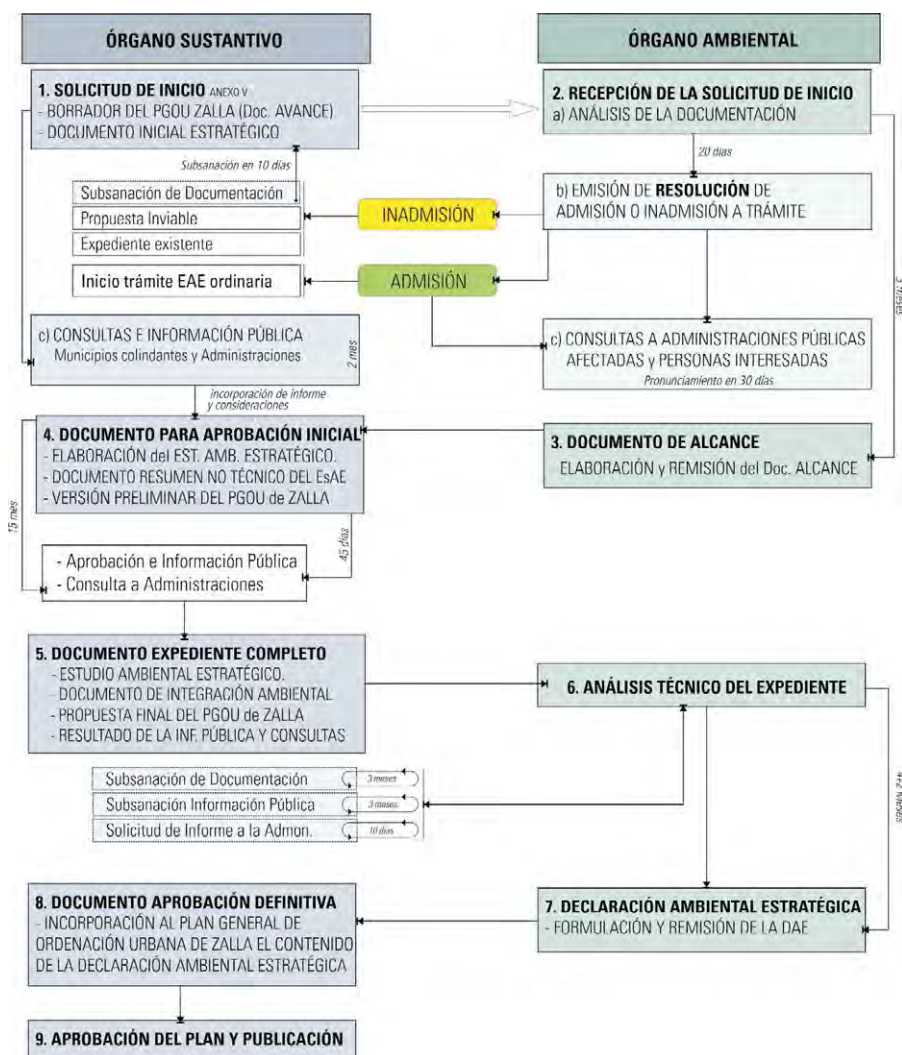 ÓRGANO SUSTANTIVO
ÓRGANO AMBIENTAL
1. SOLICITUD DE INICIO ANEXO V
- BORRADOR DEL PGOU ZALLA (Doc. AVANCE)
- DOCUMENTO INICIAL ESTRATÉGICO
2. RECEPCIÓN DE LA SOLICITUD DE INICIO
a) ANÁLISIS DE LA DOCUMENTACIÓN
Subsanación en 10 días
20 días
Subsanación de Documentación
Propuesta Inviable
Expediente existente
INADMISIÓN
b) EMISIÓN DE RESOLUCIÓN DE
ADMISIÓN O INADMISIÓN A TRÁMITE
Inicio trámite EAE ordinaria
ADMISIÓN
3 meses
c) CONSULTAS E INFORMACIÓN PÚBLICA
Municipios colindantes y Administraciones
2 mes
c) CONSULTAS A ADMINISTRACIONES PÚBLICAS
AFECTADAS y PERSONAS INTERESADAS
Pronunciamiento en 30 días
incorporación de informe
y consideraciones
4. DOCUMENTO PARA APROBACIÓN INICIAL
- ELABORACIÓN del EST. AMB. ESTRATÉGICO.
- DOCUMENTO RESUMEN NO TÉCNICO DEL EsAE
- VERSIÓN PRELIMINAR DEL PGOU de ZALLA
3. DOCUMENTO DE ALCANCE
ELABORACIÓN y REMISIÓN del Doc. ALCANCE
15 mes
45 días
- Aprobación e Información Pública
- Consulta a Administraciones
5. DOCUMENTO EXPEDIENTE COMPLETO
- ESTUDIO AMBIENTAL ESTRATÉGICO.
- DOCUMENTO DE INTEGRACIÓN AMBIENTAL
- PROPUESTA FINAL DEL PGOU de ZALLA
- RESULTADO DE LA INF. PÚBLICA Y CONSULTAS
6. ANÁLISIS TÉCNICO DEL EXPEDIENTE
Subsanación de Documentación
3 meses
Subsanación Información Pública
3 meses
Solicitud de Informe a la Admon.
10 días
4+2 meses
8. DOCUMENTO APROBACIÓN DEFINITIVA
- INCORPORACIÓN AL PLAN GENERAL DE
ORDENACIÓN URBANA DE ZALLA EL CONTENIDO
DE LA DECLARACIÓN AMBIENTAL ESTRATÉGICA
7. DECLARACIÓN AMBIENTAL ESTRATÉGICA
- FORMULACIÓN Y REMISIÓN DE LA DAE
9. APROBACIÓN DEL PLAN Y PUBLICACIÓN